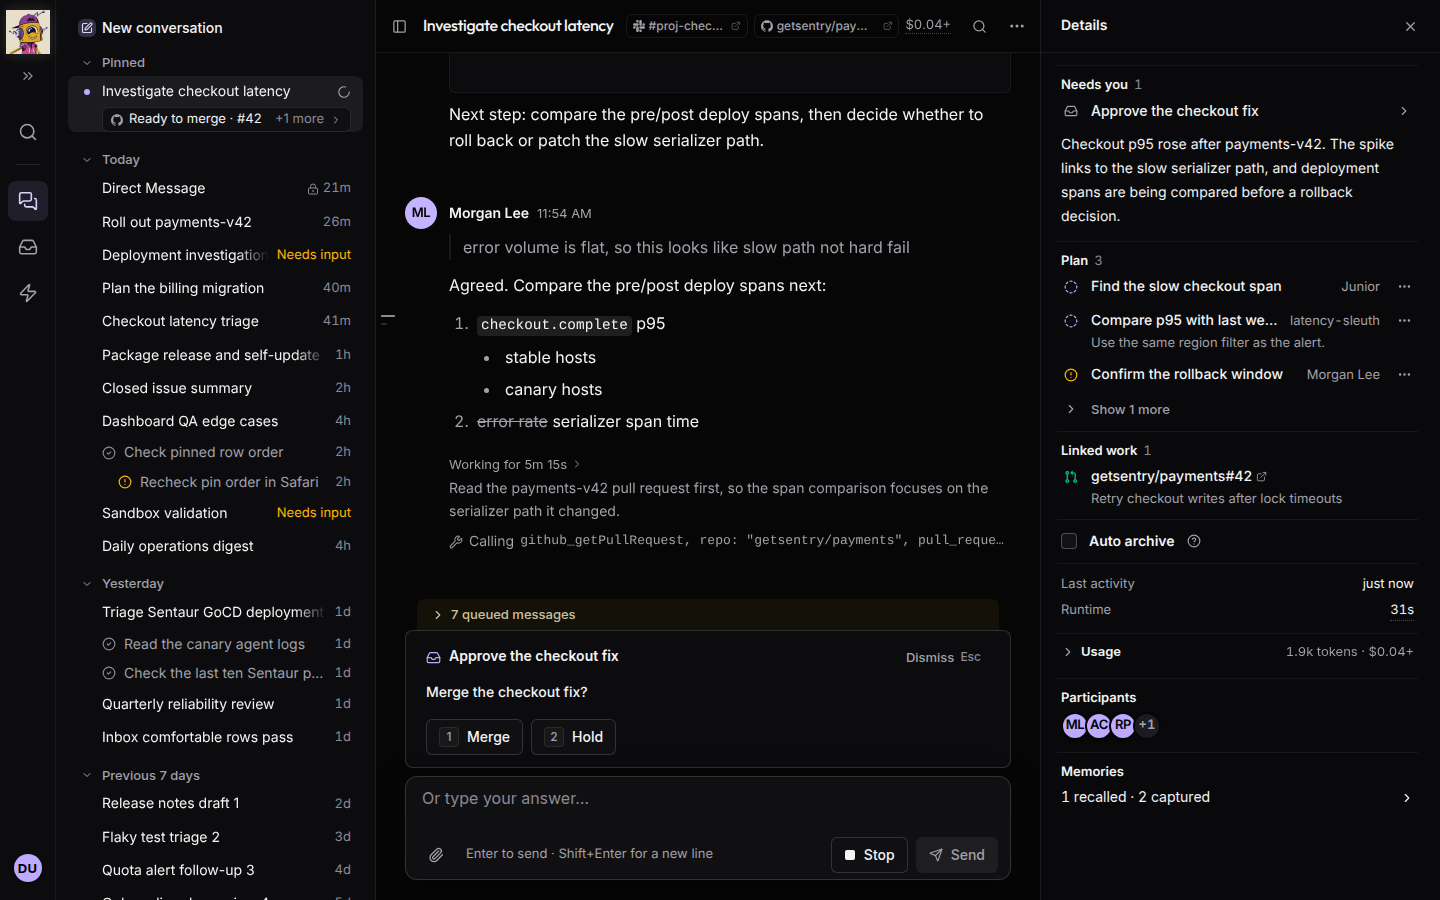 New conversation
Pinned
Investigate checkout latency
Ready to merge · #42 +1 more
Today
Direct Message 21m
Roll out payments-v42 26m
Deployment investigation Needs input
Plan the billing migration 40m
Checkout latency triage 41m
Package release and self-update 1h
Closed issue summary 2h
Dashboard QA edge cases 4h
Check pinned row order 2h
Recheck pin order in Safari 2h
Sandbox validation Needs input
Daily operations digest 4h
Yesterday
Triage Sentaur GoCD deployment 1d
Read the canary agent logs 1d
Check the last ten Sentaur p... 1d
Quarterly reliability review 1d
Inbox comfortable rows pass 1d
Previous 7 days
Release notes draft 1 2d
Flaky test triage 2 3d
Quota alert follow-up 3 4d
DU
Investigate checkout latency #proj-chec... getsentry/pay... $0.04+
Next step: compare the pre/post deploy spans, then decide whether to
roll back or patch the slow serializer path.
ML Morgan Lee 11:54 AM
error volume is flat, so this looks like slow path not hard fail
Agreed. Compare the pre/post deploy spans next:
1. checkout.complete p95
• stable hosts
• canary hosts
2. error rate serializer span time
Working for 5m 15s
Read the payments-v42 pull request first, so the span comparison focuses on the
serializer path it changed.
Calling github_getPullRequest, repo: "getsentry/payments", pull_reque…
7 queued messages
Approve the checkout fix Dismiss Esc
Merge the checkout fix?
1 Merge 2 Hold
Or type your answer...
Enter to send · Shift+Enter for a new line Stop Send
Details
Needs you 1
Approve the checkout fix
Checkout p95 rose after payments-v42. The spike
links to the slow serializer path, and deployment
spans are being compared before a rollback
decision.
Plan 3
Find the slow checkout span Junior
Compare p95 with last we... latency-sleuth
Use the same region filter as the alert.
Confirm the rollback window Morgan Lee
Show 1 more
Linked work 1
getsentry/payments#42
Retry checkout writes after lock timeouts
Auto archive
Last activity just now
Runtime 31s
Usage 1.9k tokens · $0.04+
Participants
ML AC RP +1
Memories
1 recalled · 2 captured